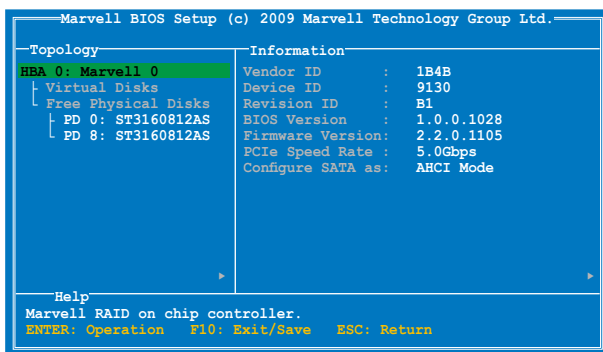 Marvell BIOS Setup (c) 2009 Marvell Technology Group Ltd.
Topology
HBA 0: Marvell 0
Virtual Disks
Free Physical Disks
PD 0: ST3160812AS
PD 8: ST3160812AS
Information
Vendor ID : 1B4B
Device ID : 9130
Revision ID : B1
BIOS Version : 1.0.0.1028
Firmware Version: 2.2.0.1105
PCIe Speed Rate : 5.0Gbps
Configure SATA as: AHCI Mode
Help
Marvell RAID on chip controller.
ENTER: Operation F10: Exit/Save ESC: Return